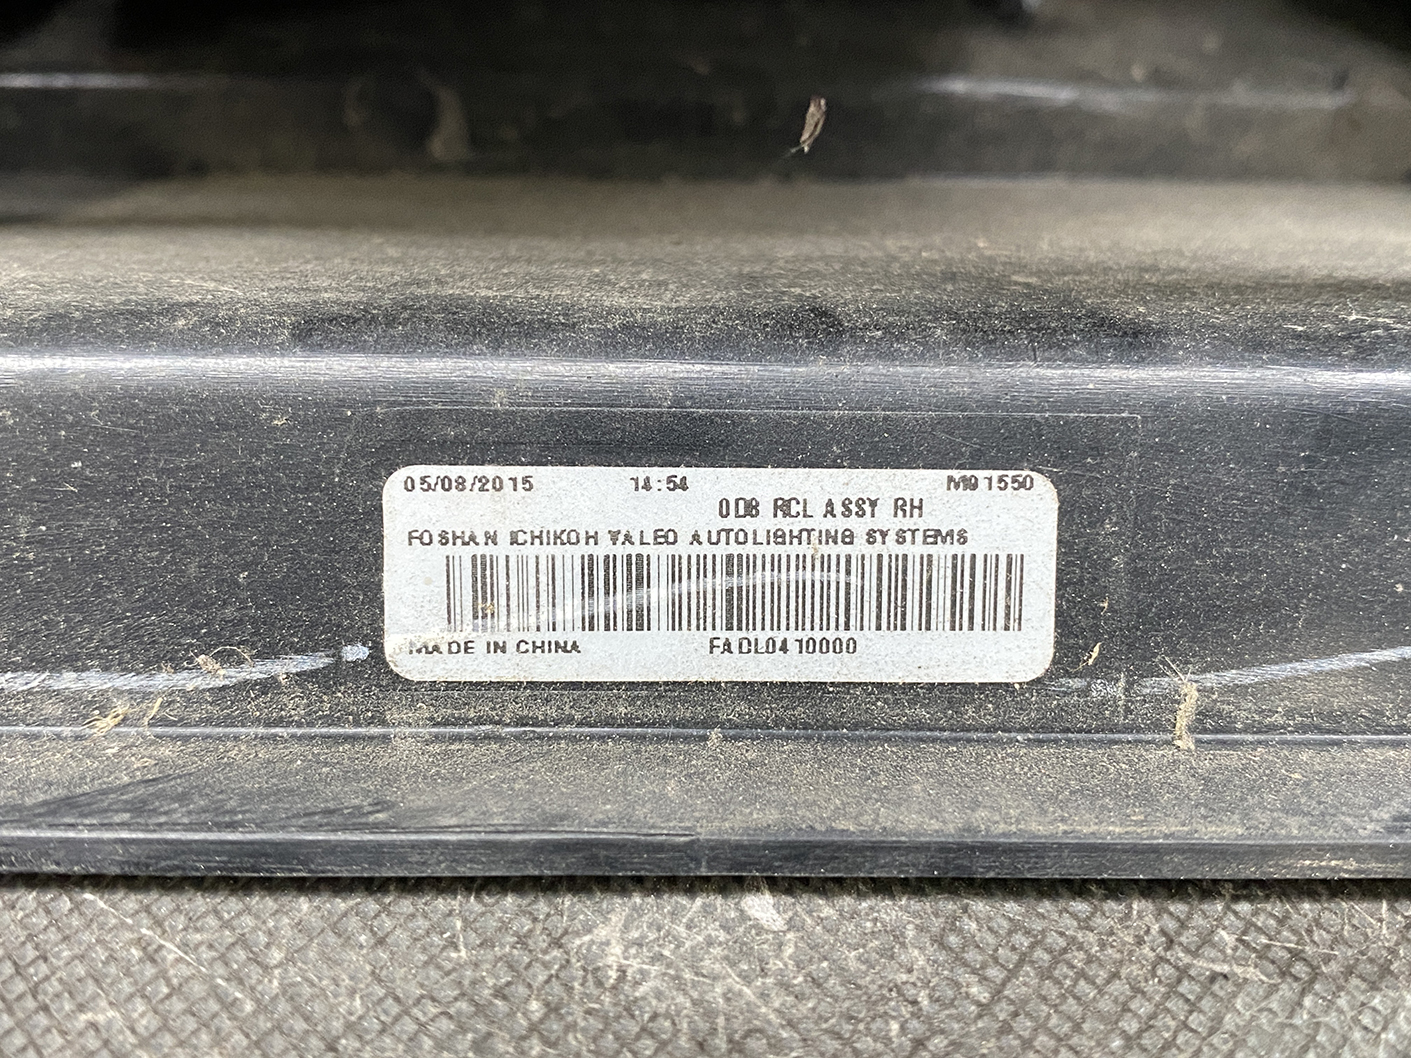 05/08/2015 14:54 M91550
0DB RCL ASSY RH
FOSHAN ICHIKOH VALEO AUTOLIGHTING SYSTEMS
MADE IN CHINA FADL0410000